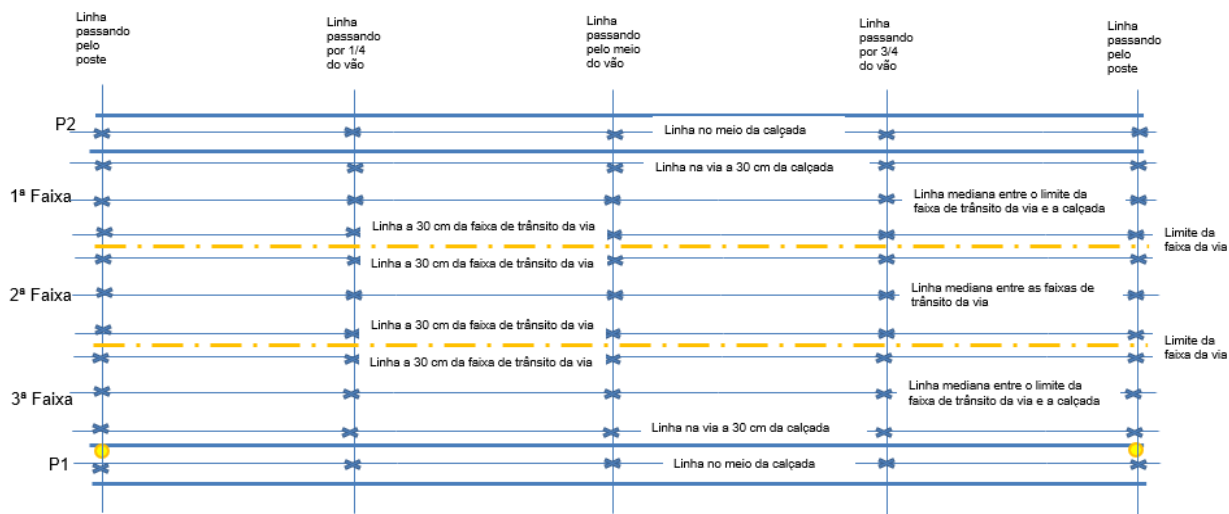 Linha
passando
pelo
poste
Linha
passando
por 1/4
do vão
Linha
passando
pelo meio
do vão
Linha
passando
por 3/4
do vão
Linha
passando
pelo
poste
P2
Linha no meio da calçada
Linha na via a 30 cm da calçada
1ª Faixa
Linha mediana entre o limite da
faixa de trânsito da via e a calçada
Linha a 30 cm da faixa de trânsito da via
Limite da
faixa da via
Linha a 30 cm da faixa de trânsito da via
2ª Faixa
Linha mediana entre as faixas de
trânsito da via
Linha a 30 cm da faixa de trânsito da via
Limite da
faixa da via
Linha a 30 cm da faixa de trânsito da via
3ª Faixa
Linha mediana entre o limite da
faixa de trânsito da via e a calçada
Linha na via a 30 cm da calçada
P1
Linha no meio da calçada